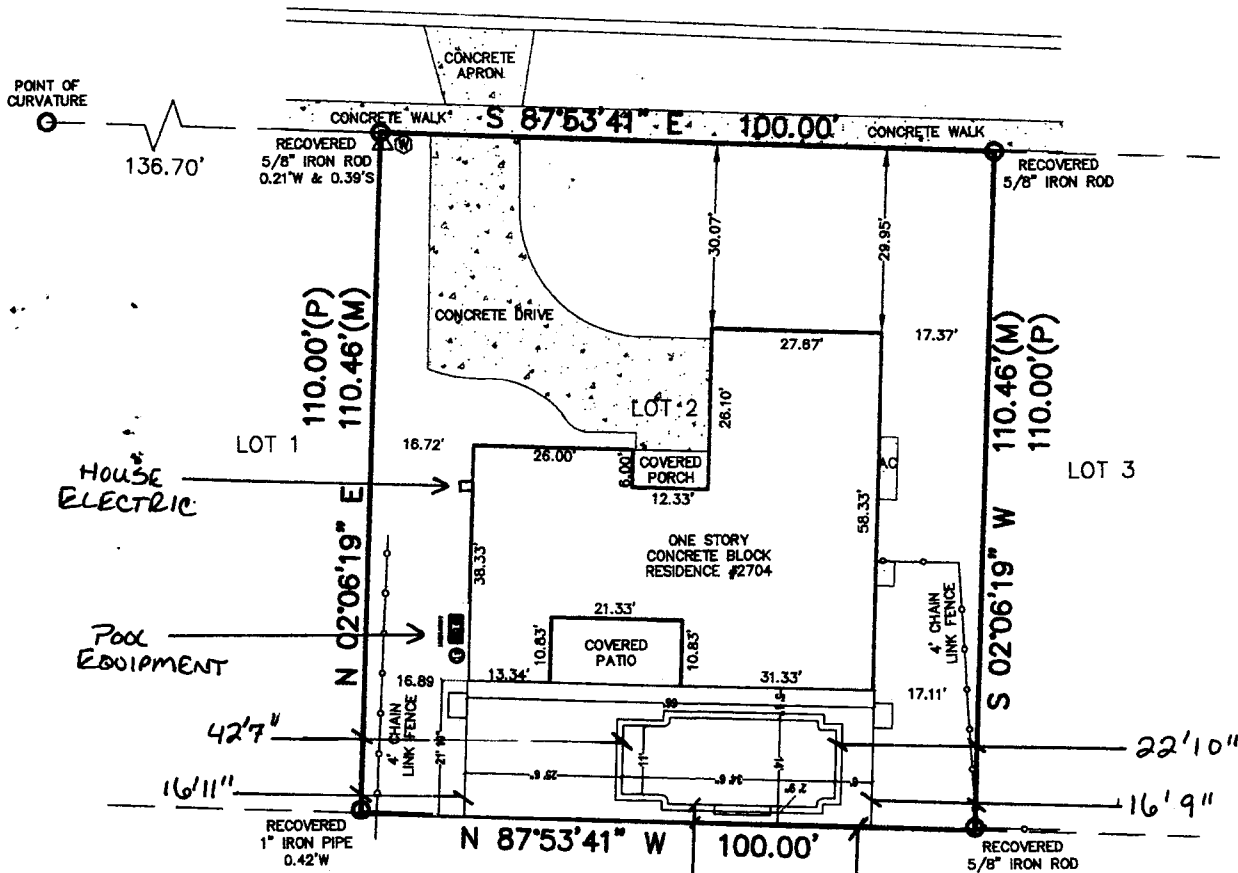 CONCRETE
APRON
POINT OF
CURVATURE
CONCRETE WALK
S 87°53'41" E 100.00'
CONCRETE WALK
136.70'
RECOVERED
5/8" IRON ROD
0.21'W & 0.39'S
W
RECOVERED
5/8" IRON ROD
30.07'
29.95'
CONCRETE DRIVE
110.00'(P)
110.46'(M)
27.67'
17.37'
110.46'(M)
110.00'(P)
LOT 2
26.10'
LOT 1
16.72'
26.00'
6.00'
COVERED
PORCH
12.33'
AC
LOT 3
HOUSE
ELECTRIC
N 02°06'19" E
38.33'
58.33'
ONE STORY
CONCRETE BLOCK
RESIDENCE #2704
S 02°06'19" W
21.33'
10.83'
COVERED
PATIO
10.83'
4' CHAIN
LINK FENCE
POOL
EQUIPMENT
16.89
13.34'
31.33'
17.11'
4' CHAIN
LINK FENCE
42'7"
22'10"
11'
14'
34'6"
16'11"
16'9"
RECOVERED
1" IRON PIPE
0.42'W
N 87°53'41" W 100.00'
RECOVERED
5/8" IRON ROD